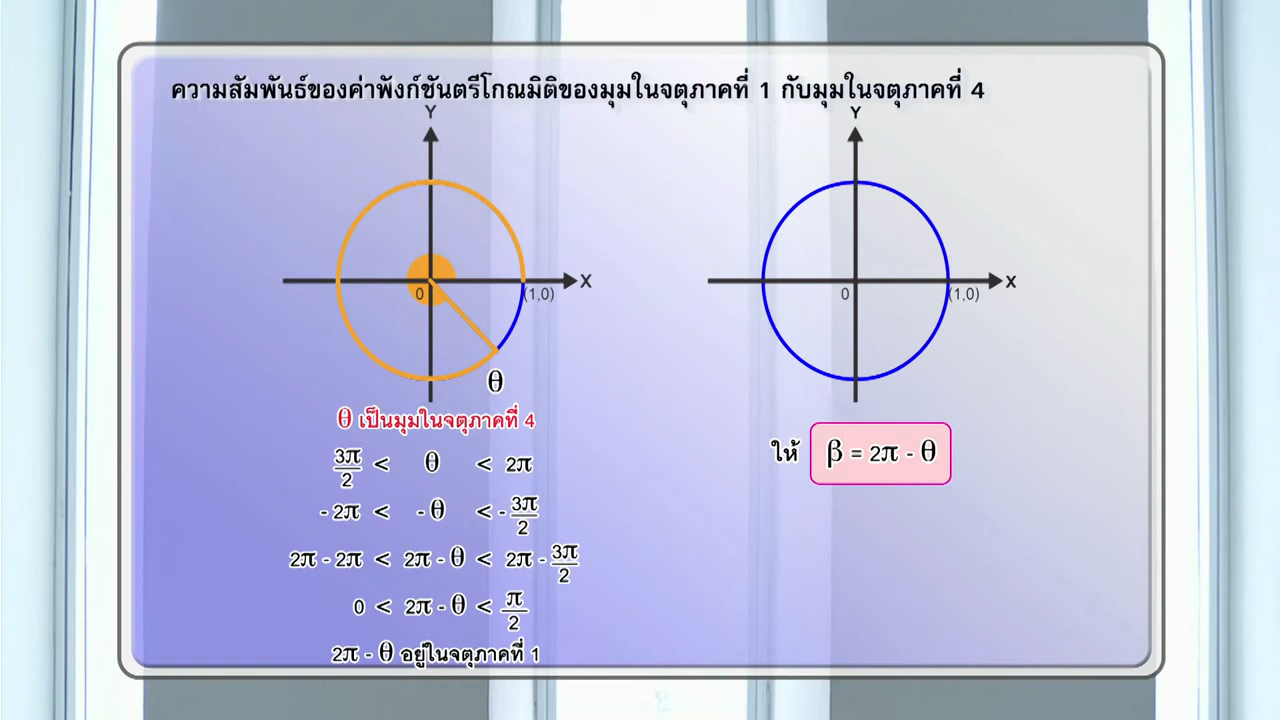 ความสัมพันธ์ของค่าฟังก์ชันตรีโกณมิติของมุมในจตุภาคที่ 1 กับมุมในจตุภาคที่ 4
Y
X
0
(1,0)
θ
θ เป็นมุมในจตุภาคที่ 4
3π/2 < θ < 2π
- 2π < - θ < - 3π/2
2π - 2π < 2π - θ < 2π - 3π/2
0 < 2π - θ < π/2
2π - θ อยู่ในจตุภาคที่ 1
Y
X
0
(1,0)
ให้ β = 2π - θ